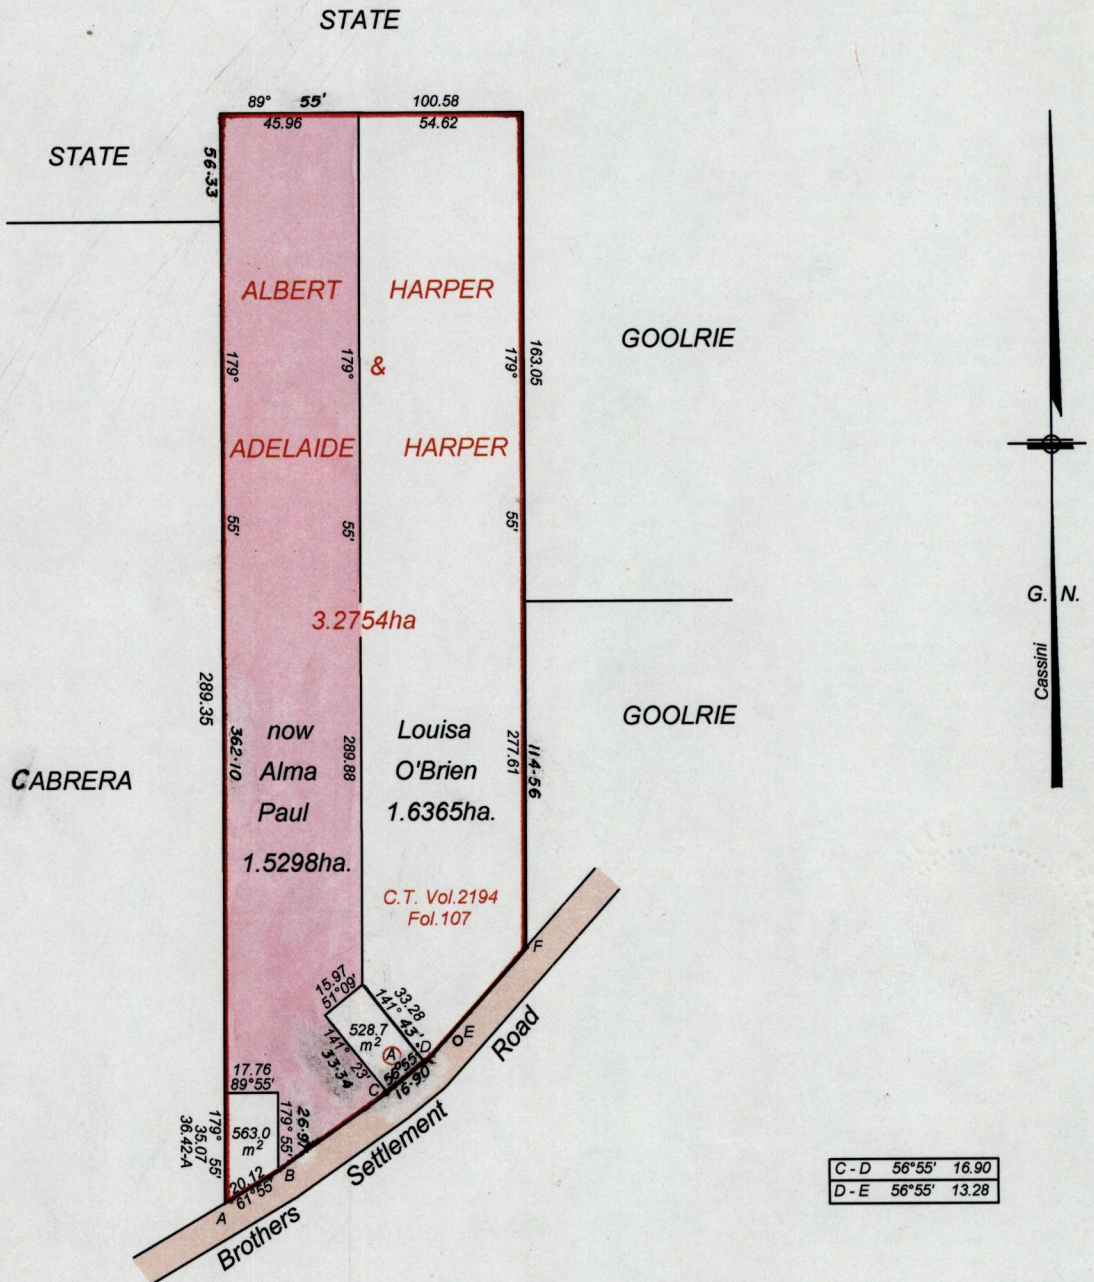 STATE
89° 55' 100.58
45.96 54.62
STATE
56.33
ALBERT HARPER
GOOLRIE
179° 179° & 179° 163.05
ADELAIDE HARPER
55' 55' 55'
G. N.
3.2754ha
Cassini
289.35
362.10
289.88
277.61
114.56
GOOLRIE
now Louisa
Alma O'Brien
Paul 1.6365ha.
CABRERA
1.5298ha.
C.T. Vol.2194
Fol.107
F
15.97
51°09'
33.28
141° 43'
528.7
m²
A
D
E
141° 23'
33.34
56°55'
16.90
C
Road
17.76
89°55'
179° 55'
26.97
563.0
m²
179° 55'
35.07
36.42-A
20.12
61°55'
B
A
Settlement
Brothers
C - D 56°55' 16.90
D - E 56°55' 13.28